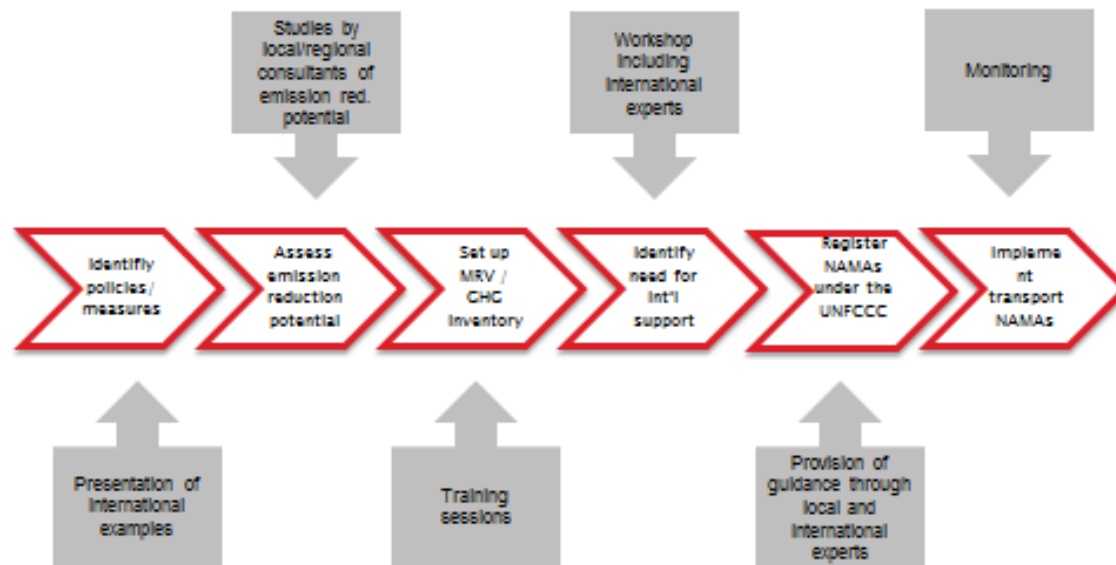 Studies by
local/regional
consultants of
emission red.
potential
Workshop
including
international
experts
Monitoring
Identifiy
policies/
measures
Assess
emission
reduction
potential
Set up
MRV /
GHG
Inventory
Identify
need for
Int'l
support
Register
NAMAs
under the
UNFCCC
Impleme
nt
transport
NAMAs
Presentation of
international
examples
Training
sessions
Provision of
guidance through
local and
international
experts